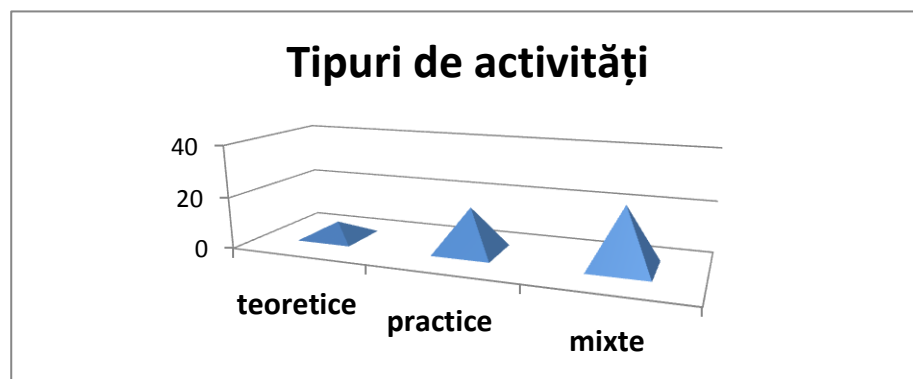 Tipuri de activități
40
20
0
teoretice
practice
mixte